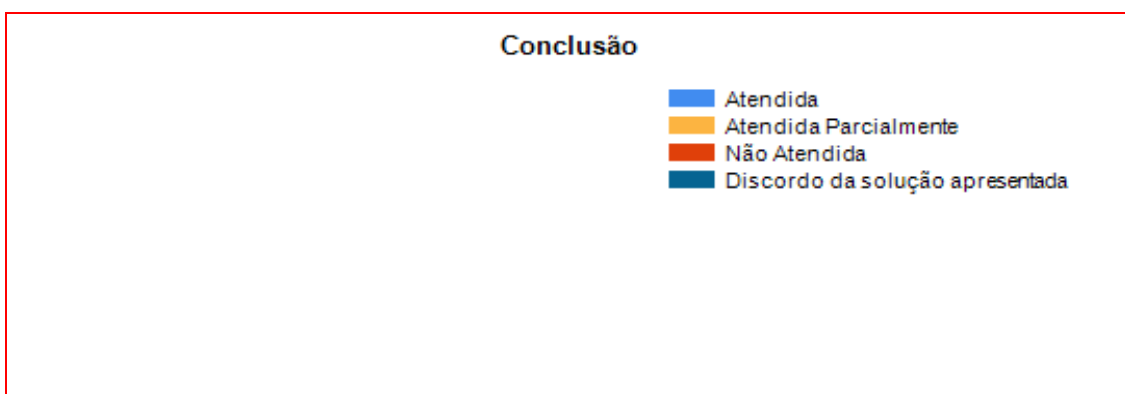 Conclusão
Atendida
Atendida Parcialmente
Não Atendida
Discordo da solução apresentada